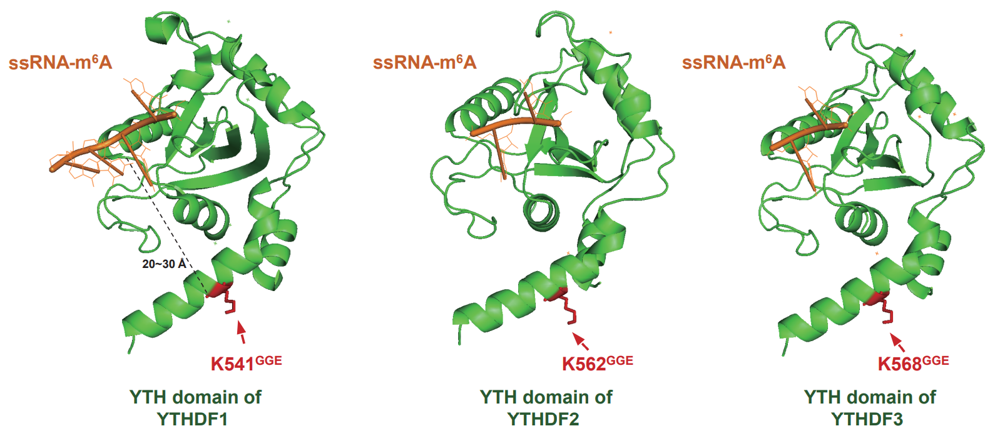 ssRNA-m⁶A
ssRNA-m⁶A
ssRNA-m⁶A
20~30 Å
K541ᴳᴳᴱ
K562ᴳᴳᴱ
K568ᴳᴳᴱ
YTH domain of
YTHDF1
YTH domain of
YTHDF2
YTH domain of
YTHDF3